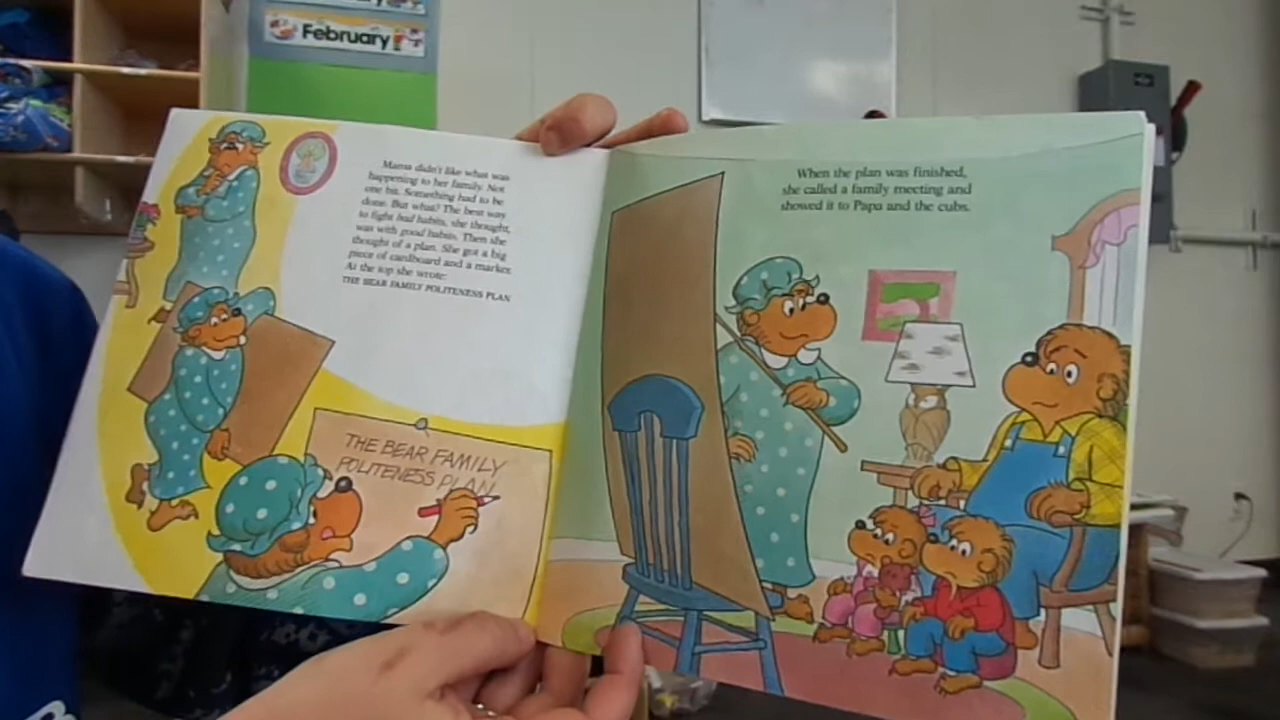 February
Mama didn't like what was
happening to her family. Not
one bit. Something had to be
done. But what? The best way
to fight bad habits, she thought,
was with good habits. Then she
thought of a plan. She got a big
piece of cardboard and a marker.
At the top she wrote:
THE BEAR FAMILY POLITENESS PLAN
THE BEAR FAMILY
POLITENESS PLAN
When the plan was finished,
she called a family meeting and
showed it to Papa and the cubs.